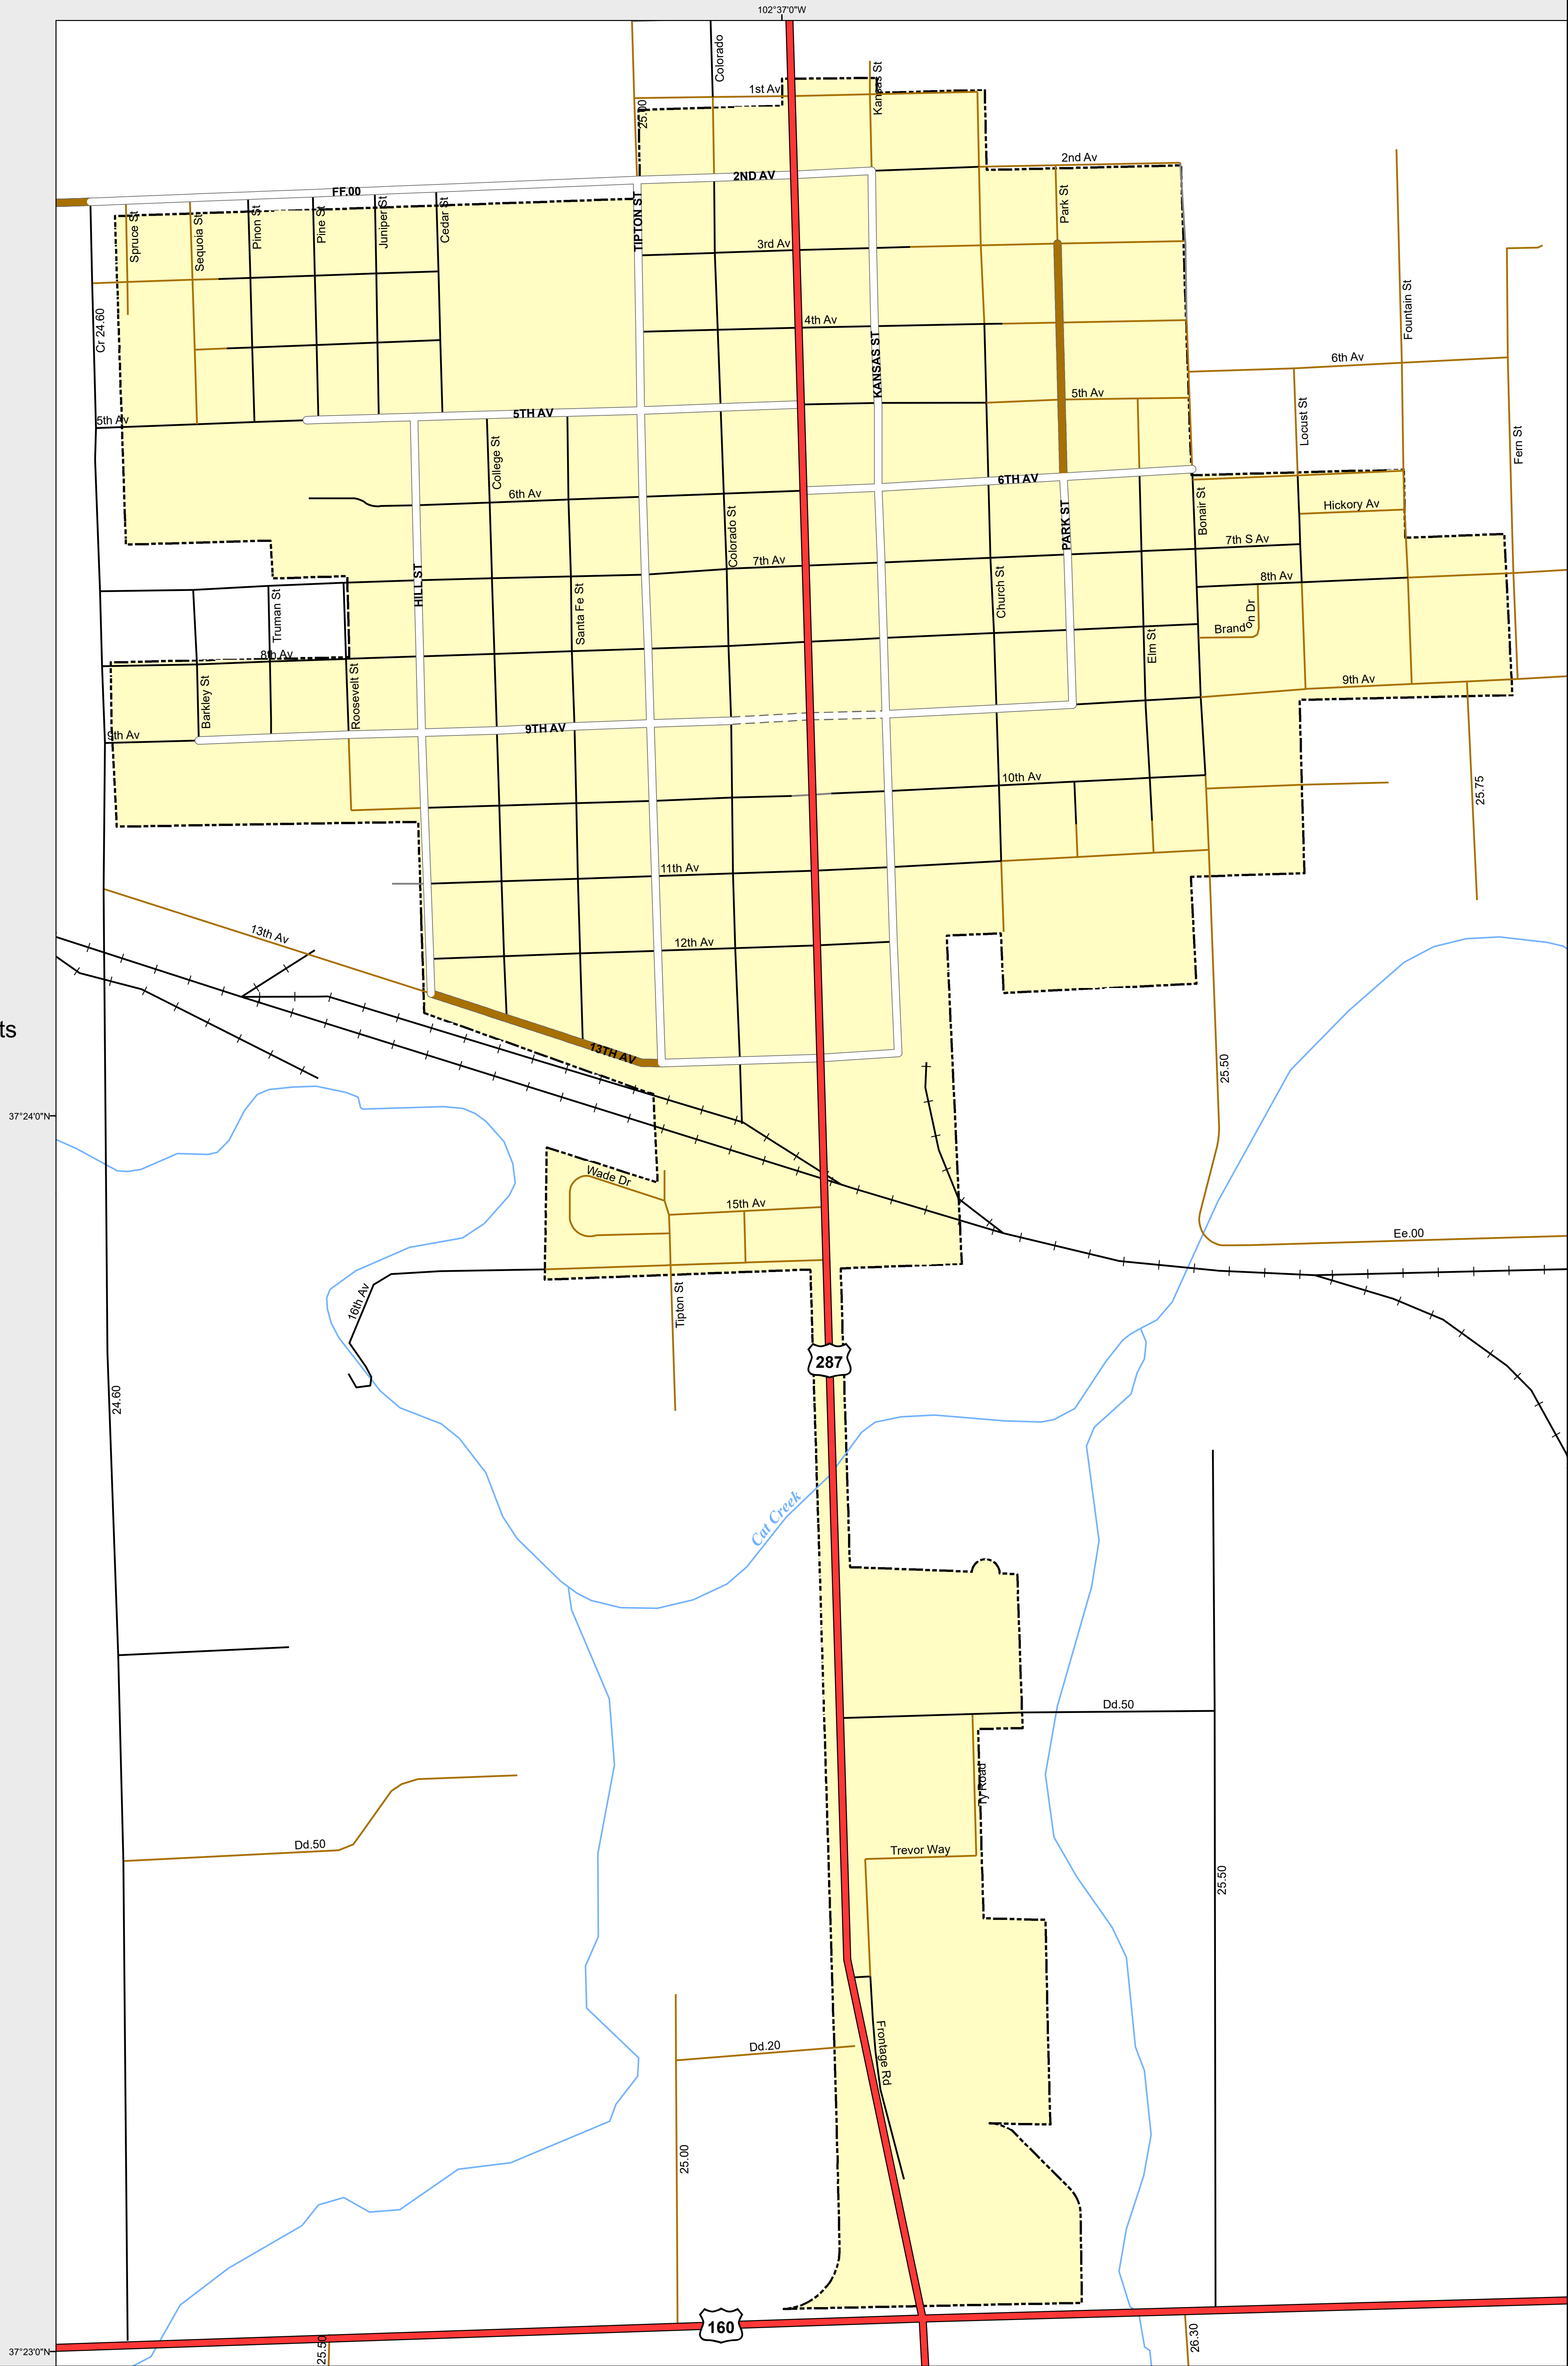 102°37'0"W
Colorado
1st Av
Kansas St
25.00
2nd Av
2ND AV
FF.00
Park St
Spruce St
Sequoia St
Pinon St
Pine St
Juniper St
Cedar St
TIPTON ST
3rd Av
Cr 24.60
4th Av
KANSAS ST
Fountain St
6th Av
5th Av
5TH AV
5th Av
Locust St
Fern St
College St
6th Av
6TH AV
Hickory Av
Bonair St
Colorado St
PARK ST
7th S Av
7th Av
HILL ST
8th Av
Truman St
Santa Fe St
Church St
Brandon Dr
Elm St
8th Av
Barkley St
Roosevelt St
9th Av
9th Av
9TH AV
10th Av
25.75
11th Av
13th Av
12th Av
ts
13TH AV
25.50
37°24'0"N
Wade Dr
15th Av
Ee.00
16th Av
Tipton St
287
24.60
Cat Creek
Dd.50
Ty Road
Dd.50
Trevor Way
25.50
Frontage Rd
Dd.20
25.00
160
37°23'0"N
25.50
26.30